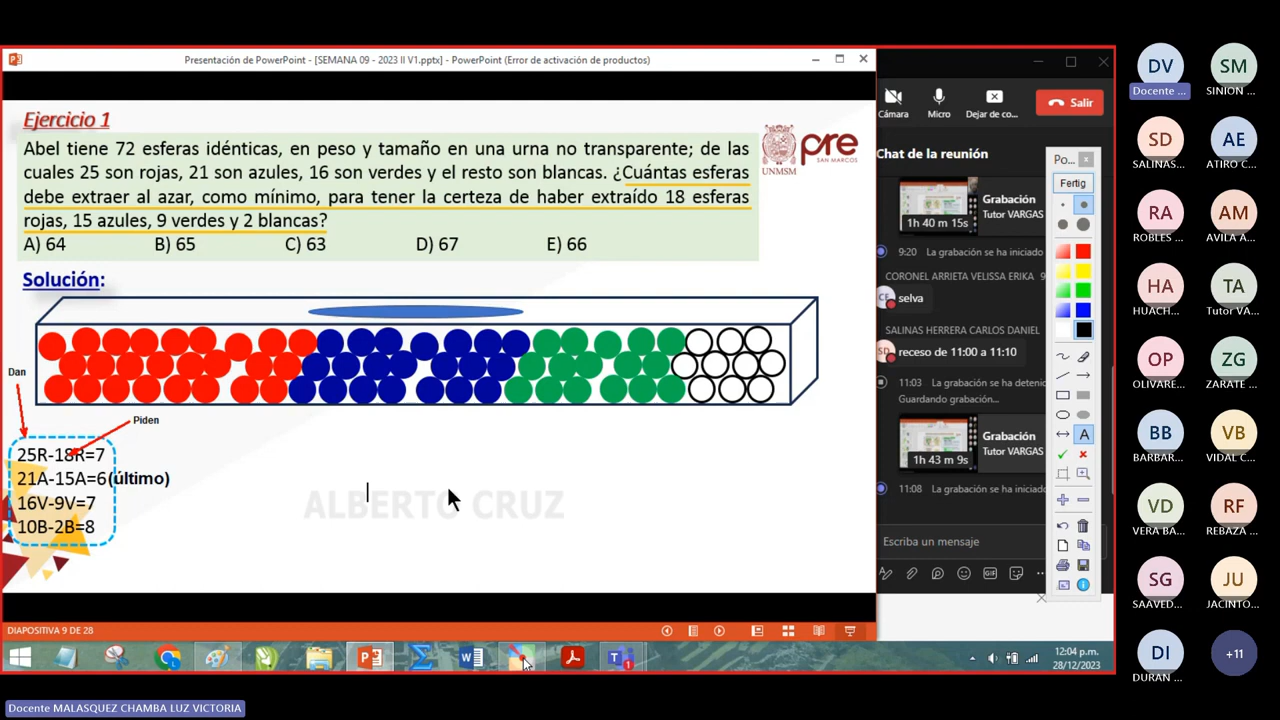 Presentación de PowerPoint - [SEMANA 09 - 2023 II V1.pptx] - PowerPoint (Error de activación de productos)
Ejercicio 1
Abel tiene 72 esferas idénticas, en peso y tamaño en una urna no transparente; de las
cuales 25 son rojas, 21 son azules, 16 son verdes y el resto son blancas. ¿Cuántas esferas
debe extraer al azar, como mínimo, para tener la certeza de haber extraído 18 esferas
rojas, 15 azules, 9 verdes y 2 blancas?
A) 64 B) 65 C) 63 D) 67 E) 66
UNMSM
pre
SAN MARCOS
Solución:
Dan
Piden
25R-18R=7
21A-15A=6(último)
16V-9V=7
10B-2B=8
ALBERTO CRUZ
DIAPOSITIVA 9 DE 28
Cámara
Micro
Dejar de co...
Salir
Chat de la reunión
Grabación
Tutor VARGAS
1h 40 m 15s
9:20 La grabación se ha iniciado
CORONEL ARRIETA VELISSA ERIKA 9
CE
selva
SALINAS HERRERA CARLOS DANIEL
SD
receso de 11:00 a 11:10
11:03 La grabación se ha detenid
Guardando grabación...
Grabación
Tutor VARGAS
1h 43 m 9s
11:08 La grabación se ha iniciad
Escriba un mensaje
GIF
Po...
Fertig
A
12:04 p.m.
28/12/2023
DV
Docente ...
SM
SINION ...
SD
SALINAS...
AE
ATIRO C...
RA
ROBLES ...
AM
AVILA A...
HA
HUACH...
TA
Tutor VA...
OP
OLIVARE...
ZG
ZARATE ...
BB
BARBAR...
VB
VIDAL C...
VD
VERA BA...
RF
REBAZA ...
SG
SAAVED...
JU
JACINTO...
DI
DURAN ...
+11
Docente MALASQUEZ CHAMBA LUZ VICTORIA